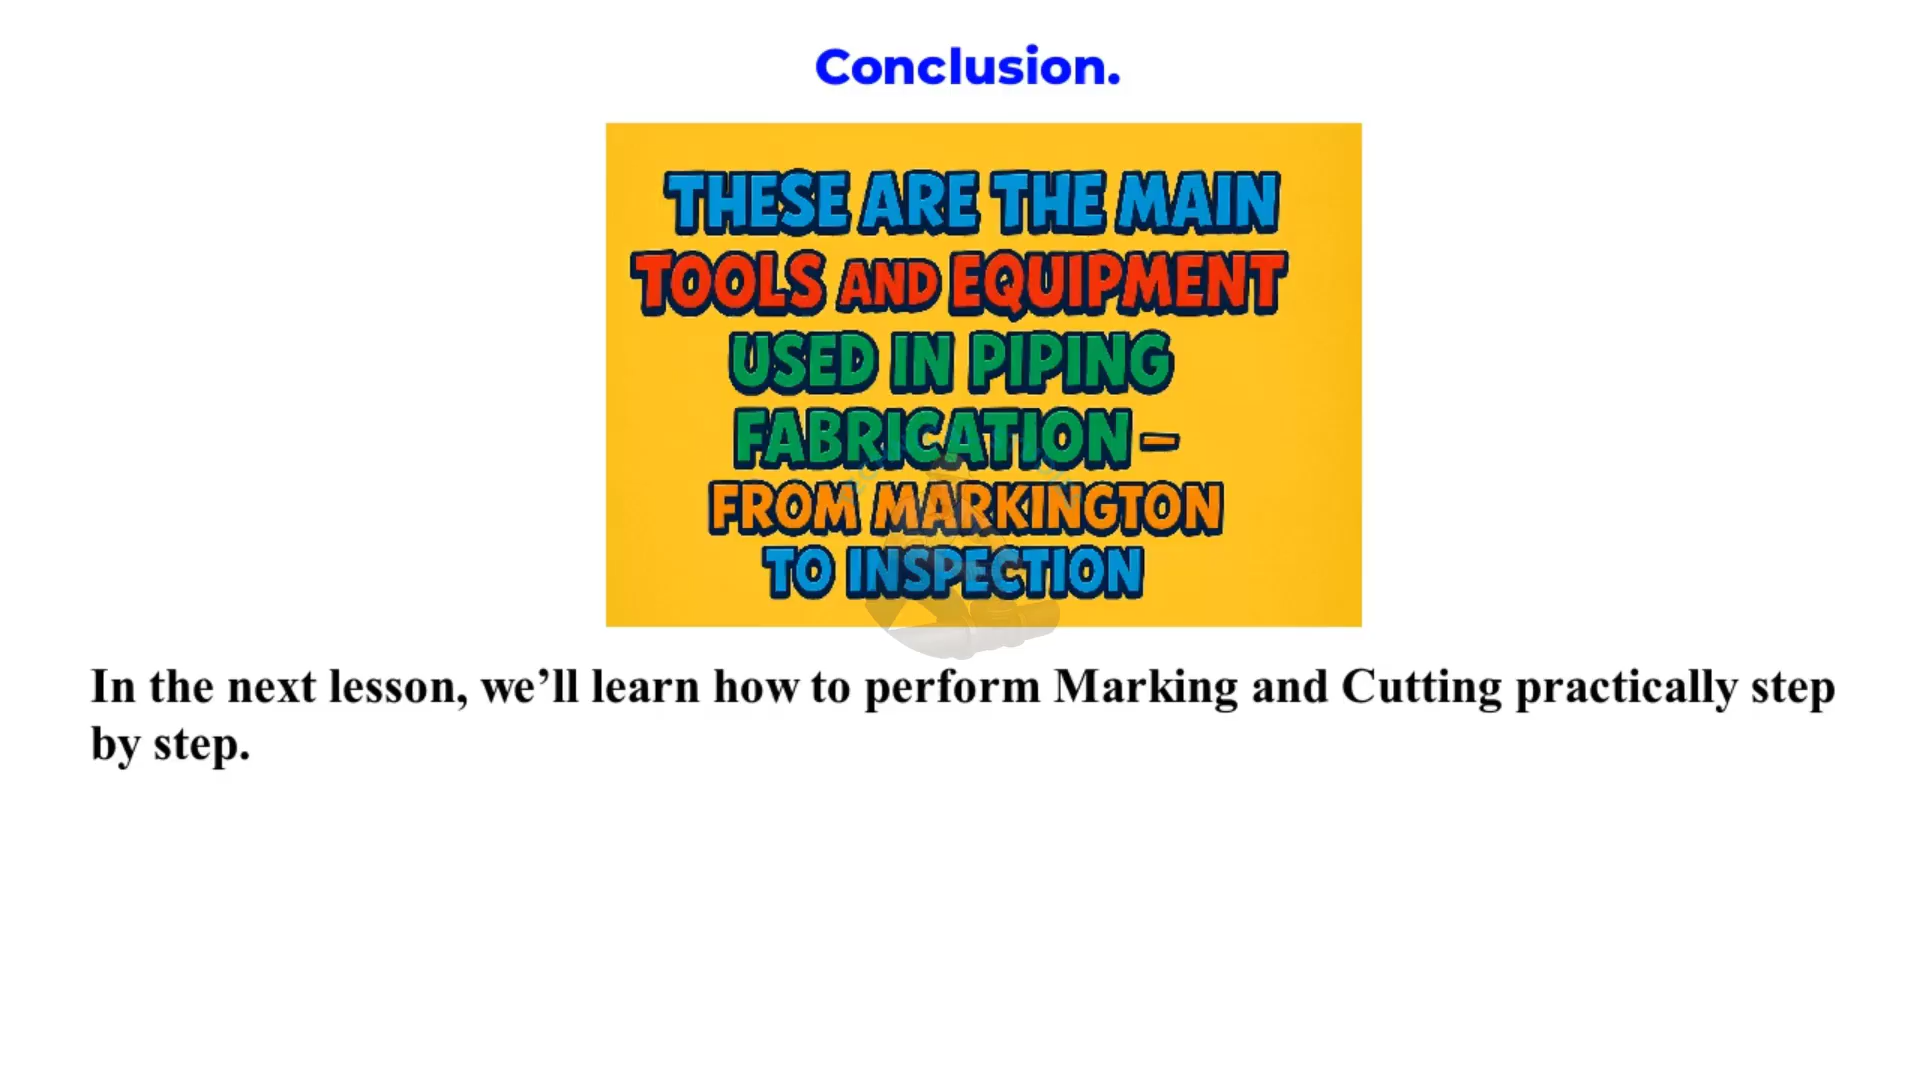 Conclusion.
THESE ARE THE MAIN
TOOLS AND EQUIPMENT
USED IN PIPING
FABRICATION –
FROM MARKINGTON
TO INSPECTION
In the next lesson, we’ll learn how to perform Marking and Cutting practically step
by step.